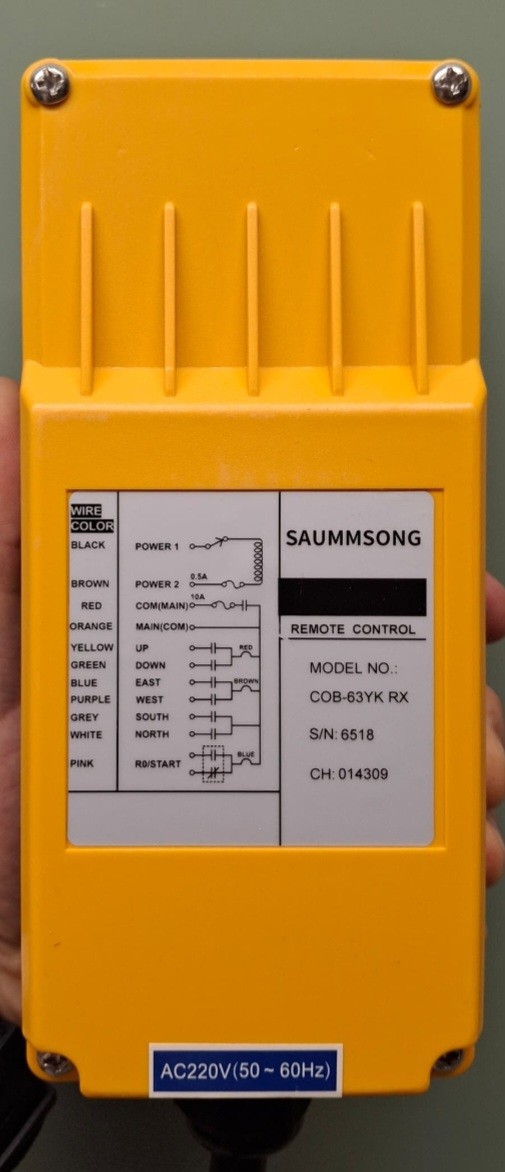 WIRE
COLOR
BLACK POWER 1
BROWN POWER 2 0.5A
RED COM(MAIN) 10A
ORANGE MAIN(COM)
YELLOW UP RED
GREEN DOWN
BLUE EAST BROWN
PURPLE WEST
GREY SOUTH
WHITE NORTH
PINK R0/START BLUE
SAUMMSONG
REMOTE CONTROL
MODEL NO.:
COB-63YK RX
S/N: 6518
CH: 014309
AC220V(50 ~ 60Hz)